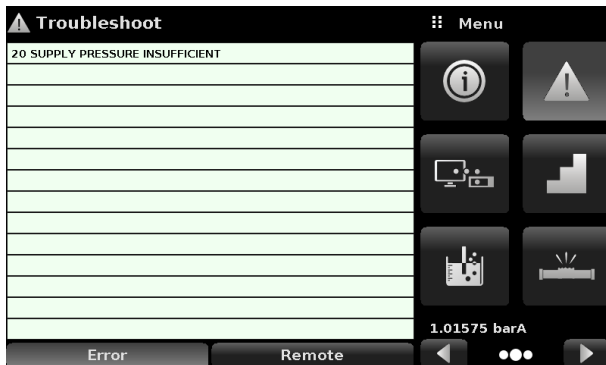 Troubleshoot
Menu
20 SUPPLY PRESSURE INSUFFICIENT
1.01575 barA
Error
Remote